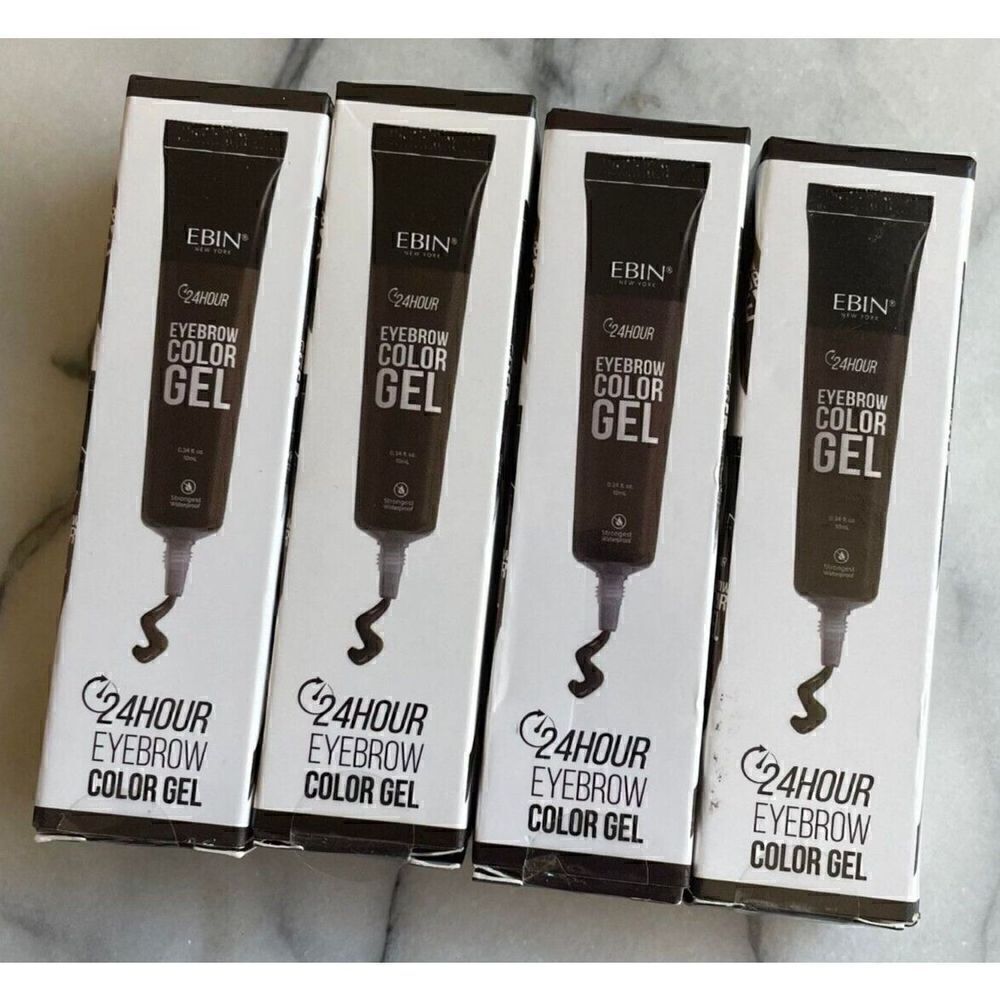 EBIN®
NEW YORK
24HOUR
EYEBROW
COLOR
GEL
0.34 fl oz.
10mL
Strongest
Waterproof
24HOUR
EYEBROW
COLOR GEL
EBIN®
NEW YORK
24HOUR
EYEBROW
COLOR
GEL
0.34 fl oz.
10mL
Strongest
Waterproof
24HOUR
EYEBROW
COLOR GEL
EBIN®
NEW YORK
24HOUR
EYEBROW
COLOR
GEL
0.34 fl oz.
10mL
Strongest
Waterproof
24HOUR
EYEBROW
COLOR GEL
EBIN®
NEW YORK
24HOUR
EYEBROW
COLOR
GEL
0.34 fl oz.
10mL
Strongest
Waterproof
24HOUR
EYEBROW
COLOR GEL